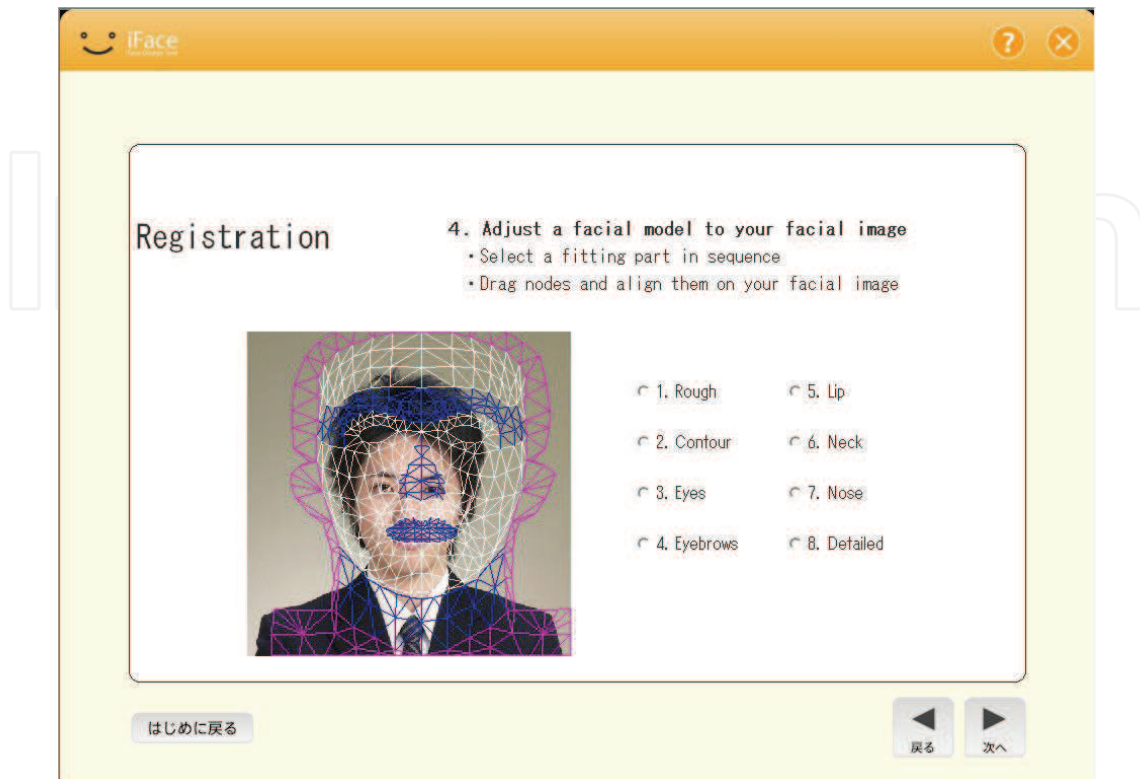 iFace
?
Registration
4. Adjust a facial model to your facial image
・Select a fitting part in sequence
・Drag nodes and align them on your facial image
1. Rough
5. Lip
2. Contour
6. Neck
3. Eyes
7. Nose
4. Eyebrows
8. Detailed
はじめに戻る
戻る
次へ